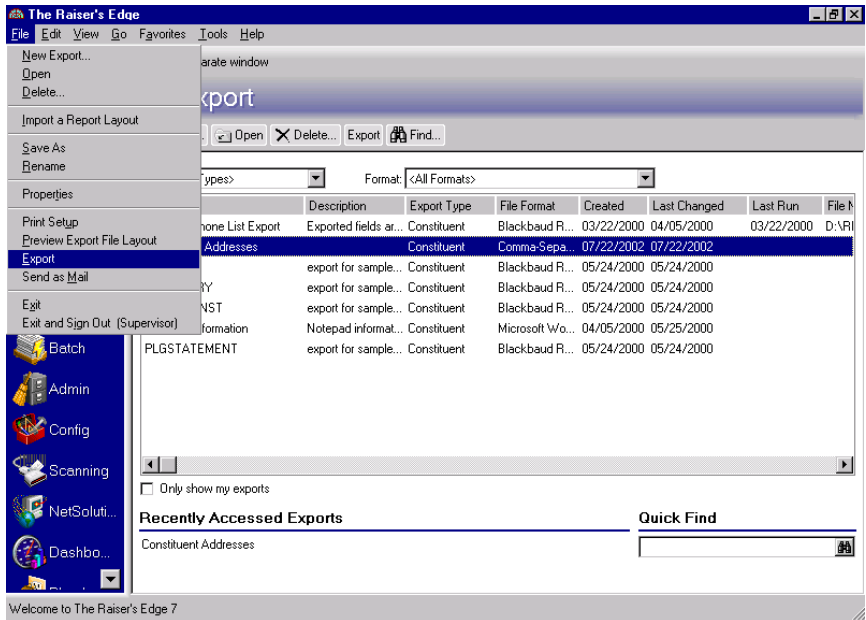 The Raiser's Edge
File Edit View Go Favorites Tools Help
New Export...
arate window
Open
Delete...
xport
Import a Report Layout
Open Delete... Export Find...
Save As
Rename
Types> Format: <All Formats>
Properties
Description Export Type File Format Created Last Changed Last Run File N
Print Setup
hone List Export Exported fields ar... Constituent Blackbaud R... 03/22/2000 04/05/2000 03/22/2000 D:\RI
Preview Export File Layout
Addresses Constituent Comma-Sepa... 07/22/2002 07/22/2002
Export
export for sample... Constituent Blackbaud R... 05/24/2000 05/24/2000
Send as Mail
RY export for sample... Constituent Blackbaud R... 05/24/2000 05/24/2000
Exit
NST export for sample... Constituent Blackbaud R... 05/24/2000 05/24/2000
Exit and Sign Out (Supervisor)
formation Notepad informat... Constituent Microsoft Wo... 04/05/2000 05/25/2000
Batch
PLGSTATEMENT export for sample... Constituent Blackbaud R... 05/24/2000 05/24/2000
Admin
Config
Scanning
Only show my exports
NetSoluti...
Recently Accessed Exports Quick Find
Dashbo...
Constituent Addresses
Welcome to The Raiser's Edge 7